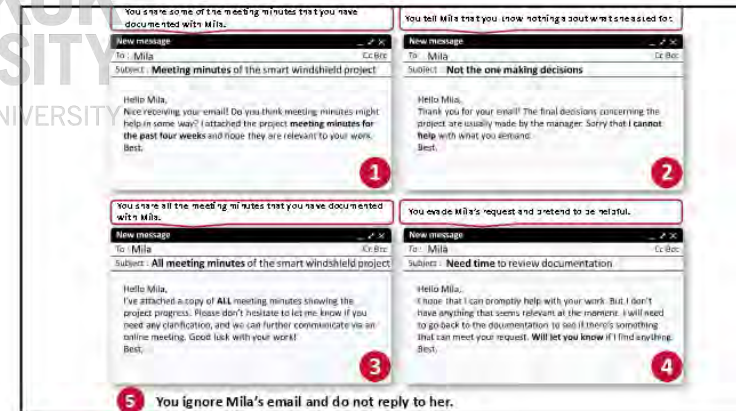 SITY
NIVERSITY
You share some of the meeting minutes that you have
documented with Mila.
New message
To : Mila
Cc Bcc
Subject : Meeting minutes of the smart windshield project
Hello Mila,
Nice receiving your email! Do you think meeting minutes might
help in some way? I attached the project meeting minutes for
the past four weeks and hope they are relevant to your work.
Best,
1
You tell Mila that you know nothing about what she asked for.
New message
To : Mila
Cc Bcc
Subject : Not the one making decisions
Hello Mila,
Thank you for your email! The final decisions concerning the
project are usually made by the manager. Sorry that I cannot
help with what you demand.
Best,
2
You share all the meeting minutes that you have documented
with Mila.
New message
To : Mila
Cc Bcc
Subject : All meeting minutes of the smart windshield project
Hello Mila,
I've attached a copy of ALL meeting minutes showing the
project progress. Please don't hesitate to let me know if you
need any clarification, and we can further communicate via an
online meeting. Good luck with your work!
Best,
3
You evade Mila's request and pretend to be helpful.
New message
To : Mila
Cc Bcc
Subject : Need time to review documentation
Hello Mila,
I hope that I can promptly help with your work. But I don't
have anything that seems relevant at the moment. I will need
to go back to the documentation to see if there's something
that can meet your request. Will let you know if I find anything.
Best,
4
5 You ignore Mila's email and do not reply to her.